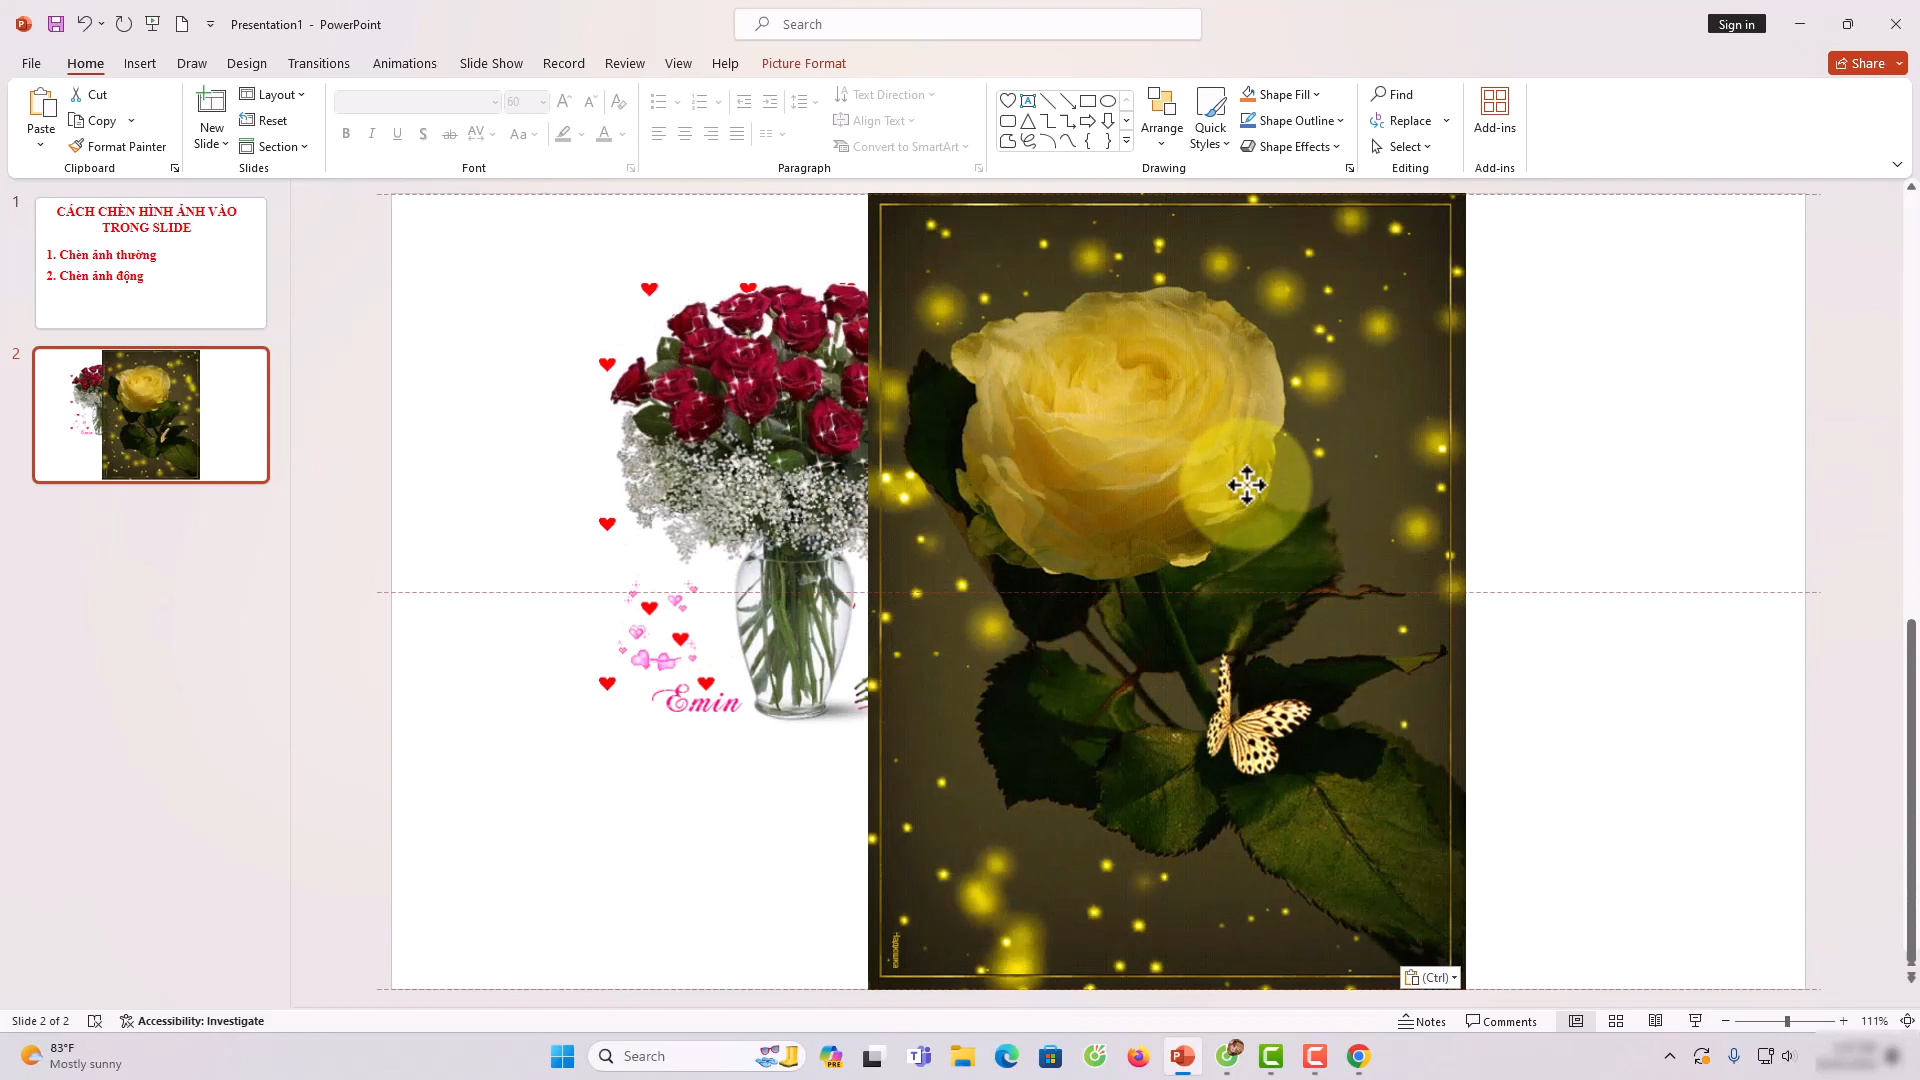 Presentation1 - PowerPoint
Search
Sign in
File Home Insert Draw Design Transitions Animations Slide Show Record Review View Help Picture Format
Share
Paste
Cut
Copy
Format Painter
Clipboard
New Slide
Layout
Reset
Section
Slides
60
Font
Text Direction
Align Text
Convert to SmartArt
Paragraph
Arrange
Quick Styles
Shape Fill
Shape Outline
Shape Effects
Drawing
Find
Replace
Select
Editing
Add-ins
Add-ins
1
CÁCH CHÈN HÌNH ẢNH VÀO
TRONG SLIDE
1. Chèn ảnh thường
2. Chèn ảnh động
2
Emin
(Ctrl)
Slide 2 of 2
Accessibility: Investigate
Notes
Comments
111%
83°F
Mostly sunny
Search
PRE